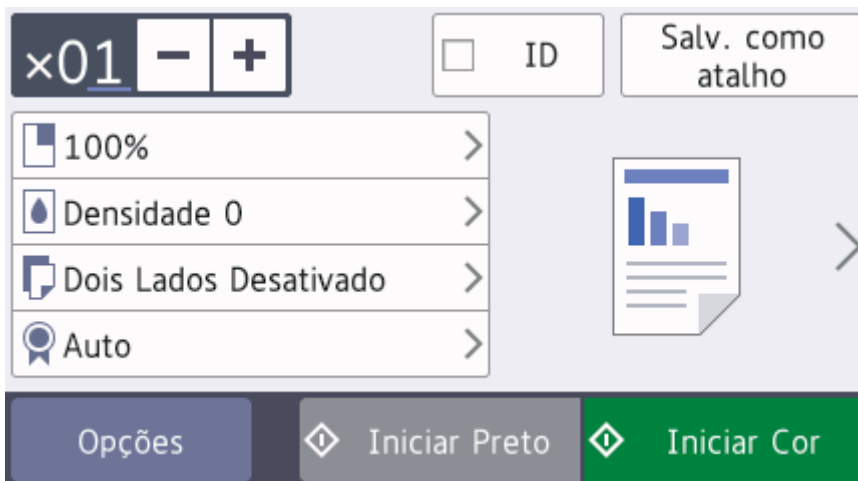 ×01 − +
ID
Salv. como
atalho
100%
Densidade 0
Dois Lados Desativado
Auto
Opções
Iniciar Preto
Iniciar Cor